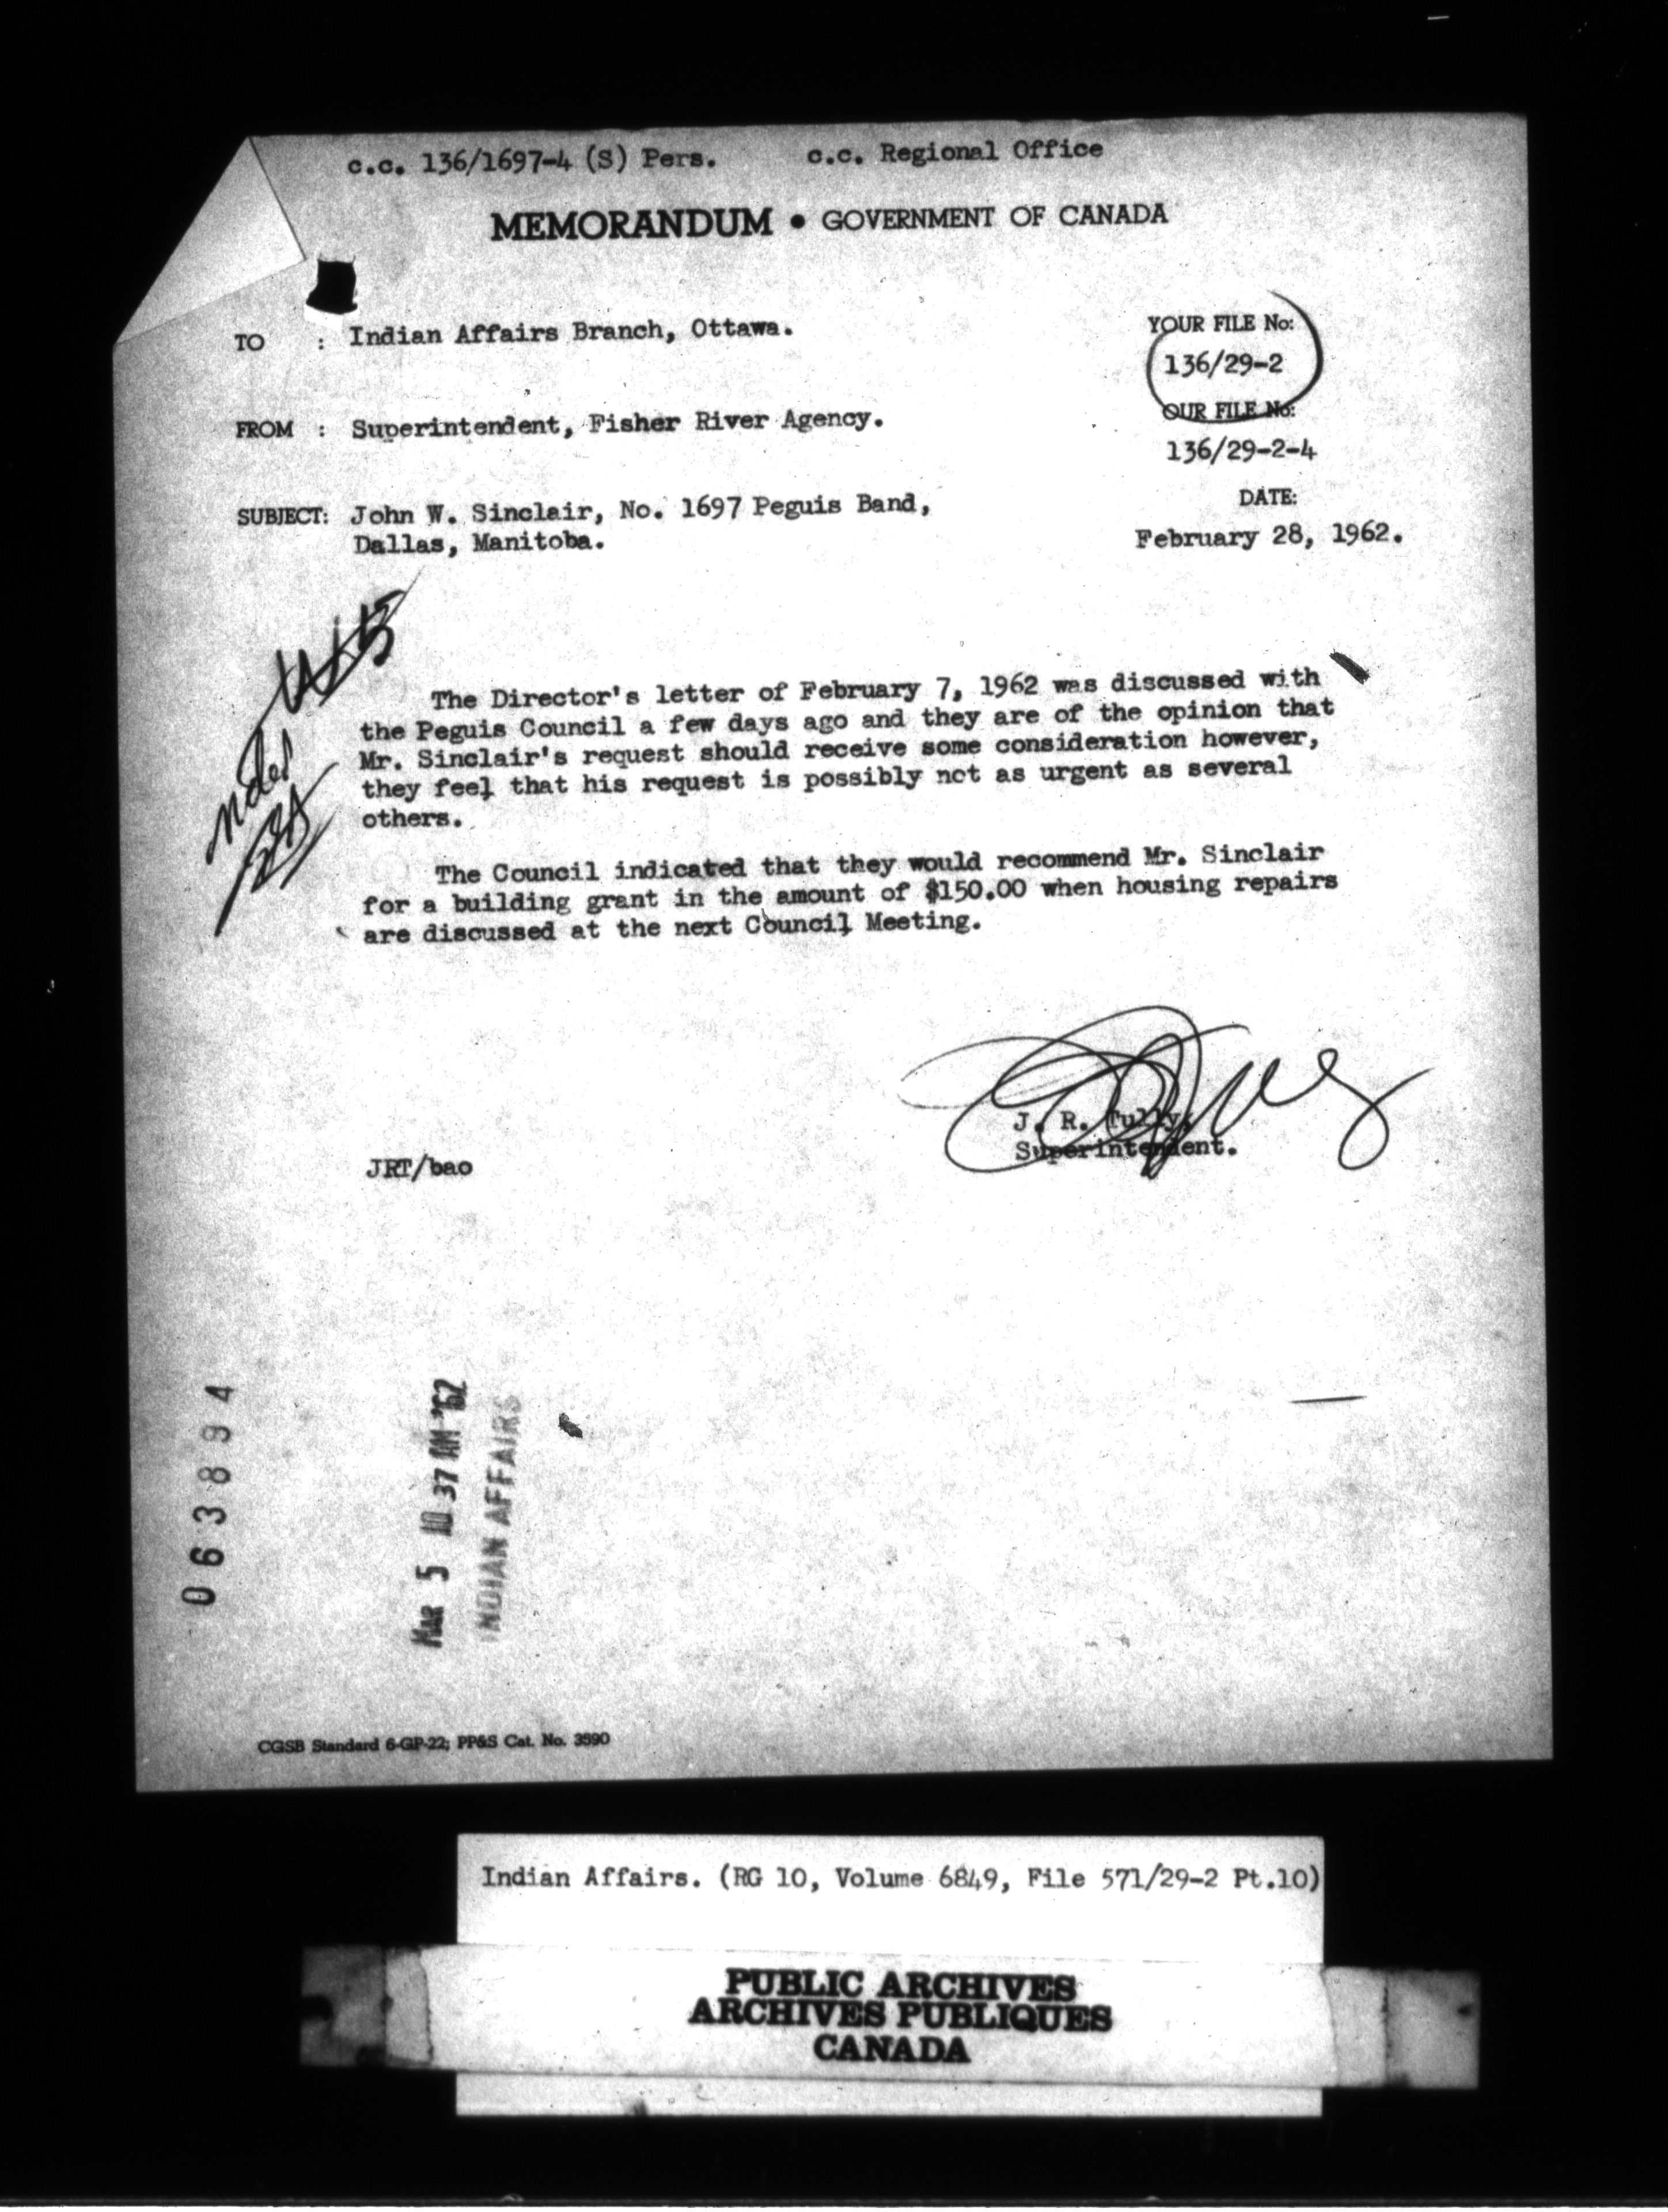 c.c. 136/1697-4 (S) Pers. c.c. Regional Office
MEMORANDUM • GOVERNMENT OF CANADA
TO : Indian Affairs Branch, Ottawa.
YOUR FILE No:
136/29-2
FROM : Superintendent, Fisher River Agency.
OUR FILE No:
136/29-2-4
SUBJECT: John W. Sinclair, No. 1697 Peguis Band,
Dallas, Manitoba.
DATE:
February 28, 1962.
The Director's letter of February 7, 1962 was discussed with
the Peguis Council a few days ago and they are of the opinion that
Mr. Sinclair's request should receive some consideration however,
they feel that his request is possibly not as urgent as several
others.
The Council indicated that they would recommend Mr. Sinclair
for a building grant in the amount of $150.00 when housing repairs
are discussed at the next Council Meeting.
J. R. Tully,
Superintendent.
JRT/bao
063894
MAR 5 10 37 AM '62
INDIAN AFFAIRS
CGSB Standard 6-GP-22; PP&S Cat. No. 3590
Indian Affairs. (RG 10, Volume 6849, File 571/29-2 Pt.10)
PUBLIC ARCHIVES
ARCHIVES PUBLIQUES
CANADA